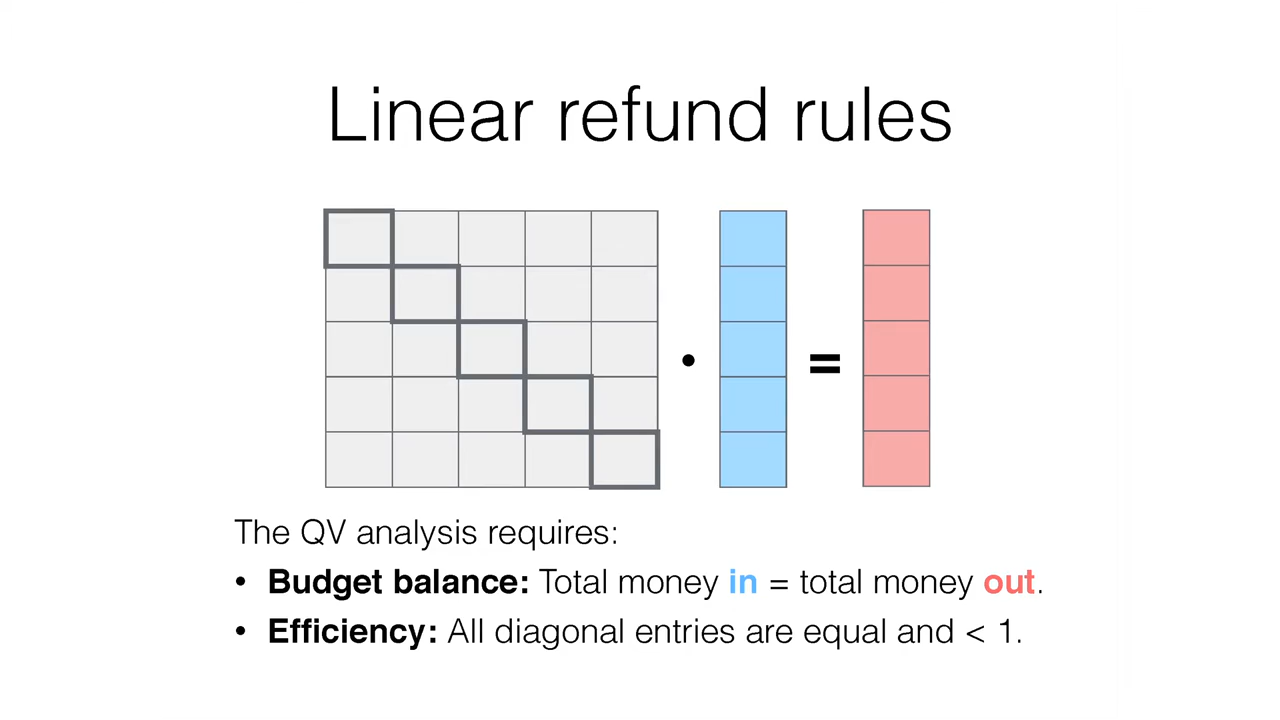 Linear refund rules
• =
The QV analysis requires:
• Budget balance: Total money in = total money out.
• Efficiency: All diagonal entries are equal and < 1.